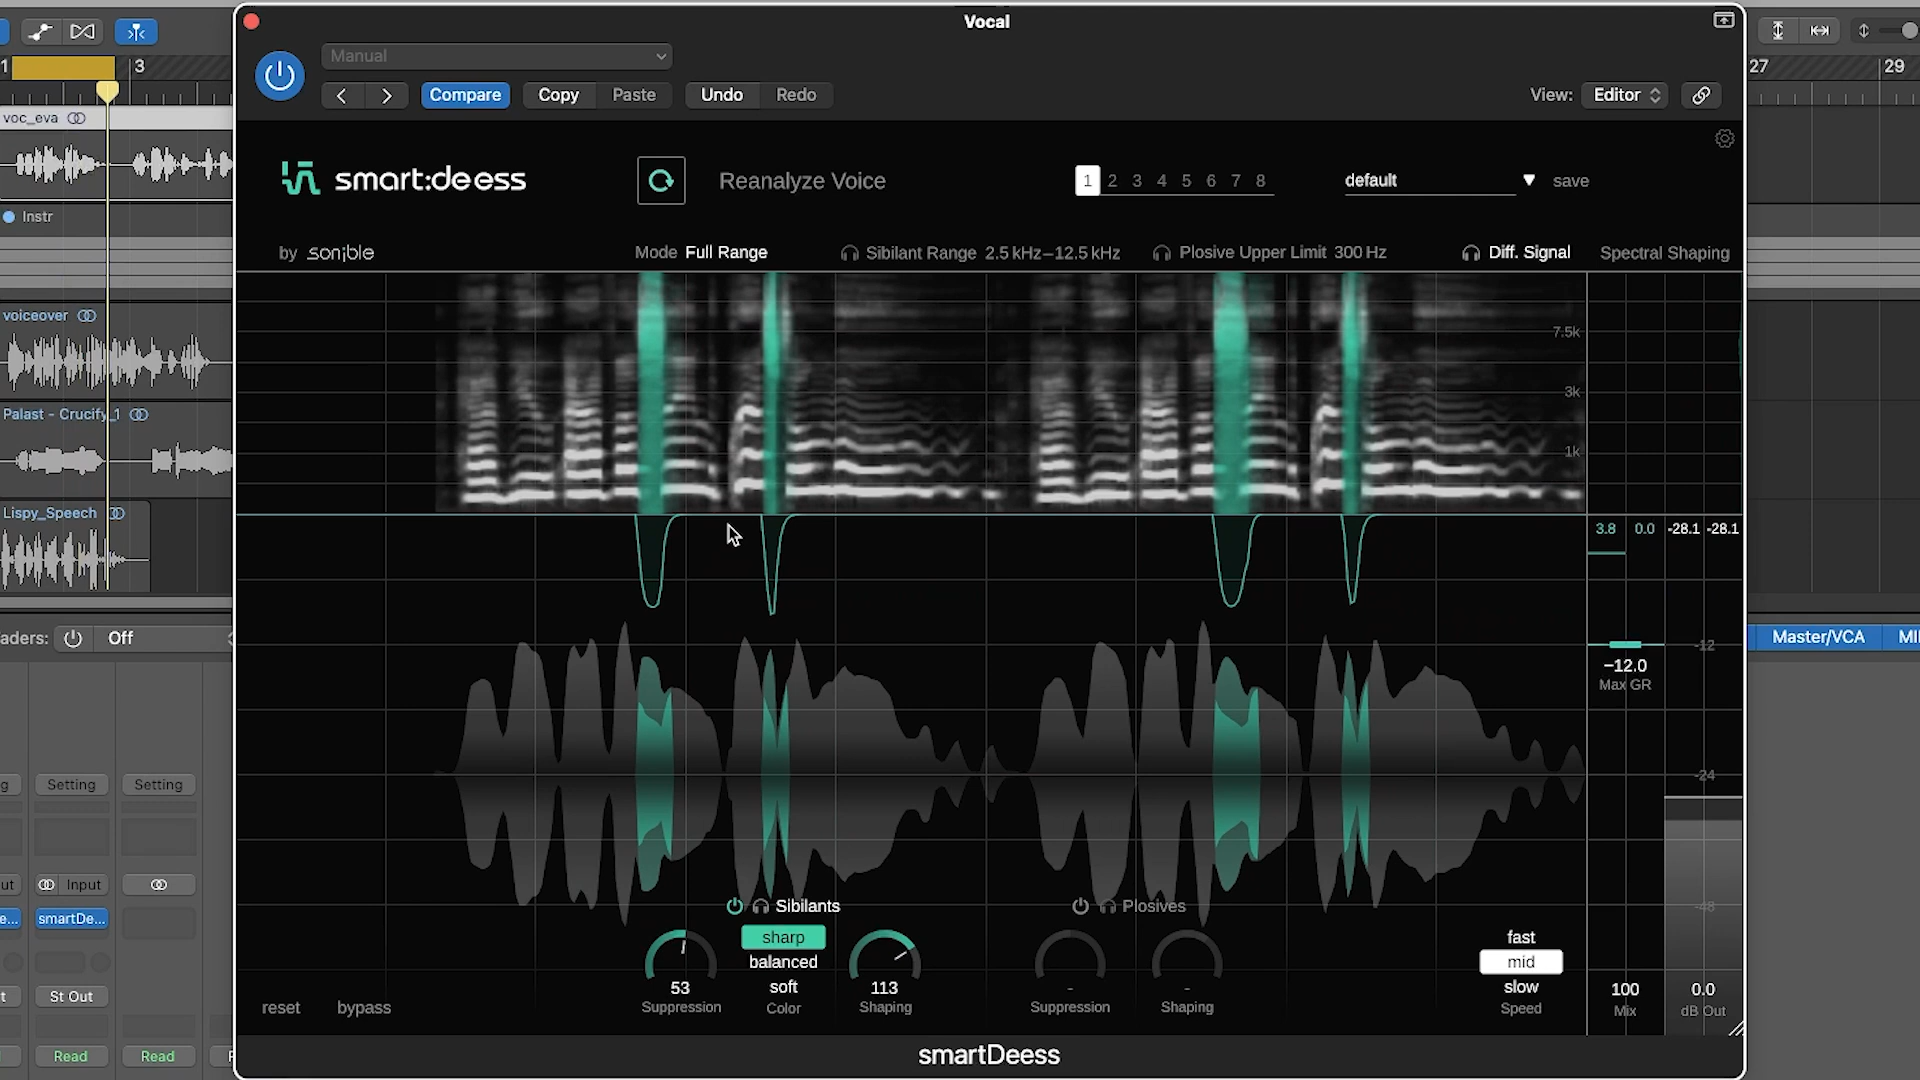 Vocal
Manual
Compare Copy Paste Undo Redo
View: Editor
1 3
27 29
voc_eva
Instr
voiceover
Palast - Crucify_1
Lispy_Speech
aders: Off
Master/VCA
Setting Setting
Input
smartDe...
St Out
Read Read
smart:deess
Reanalyze Voice
1 2 3 4 5 6 7 8
default save
by sonible
Mode Full Range
Sibilant Range 2.5 kHz–12.5 kHz
Plosive Upper Limit 300 Hz
Diff. Signal
Spectral Shaping
7.5k
3k
1k
3.8 0.0 -28.1 -28.1
-12
−12.0
Max GR
-24
-48
Sibilants
Plosives
sharp
balanced
soft
Color
53
Suppression
113
Shaping
-
Suppression
-
Shaping
fast
mid
slow
Speed
100
Mix
0.0
dB Out
reset bypass
smartDeess